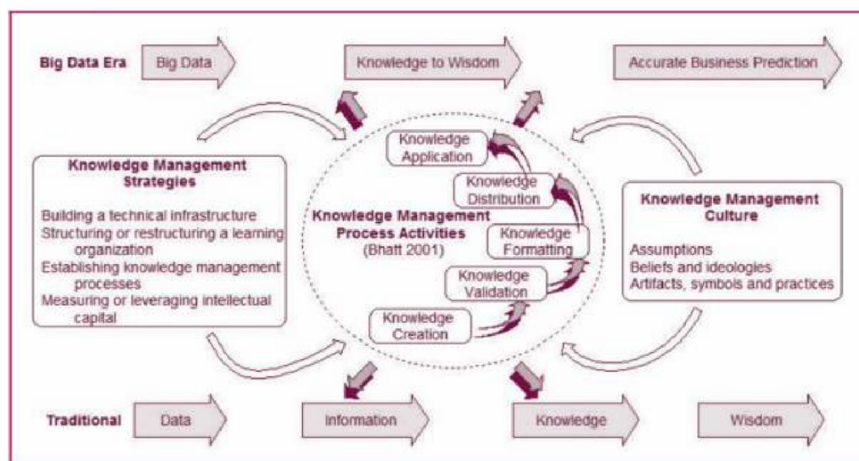 Big Data Era
Big Data
Knowledge to Wisdom
Accurate Business Prediction
Knowledge Management
Strategies
Building a technical infrastructure
Structuring or restructuring a learning
organization
Establishing knowledge management
processes
Measuring or leveraging intellectual
capital
Knowledge
Application
Knowledge
Distribution
Knowledge Management
Process Activities
(Bhatt 2001)
Knowledge
Formatting
Knowledge
Validation
Knowledge
Creation
Knowledge Management
Culture
Assumptions
Beliefs and ideologies
Artifacts, symbols and practices
Traditional
Data
Information
Knowledge
Wisdom